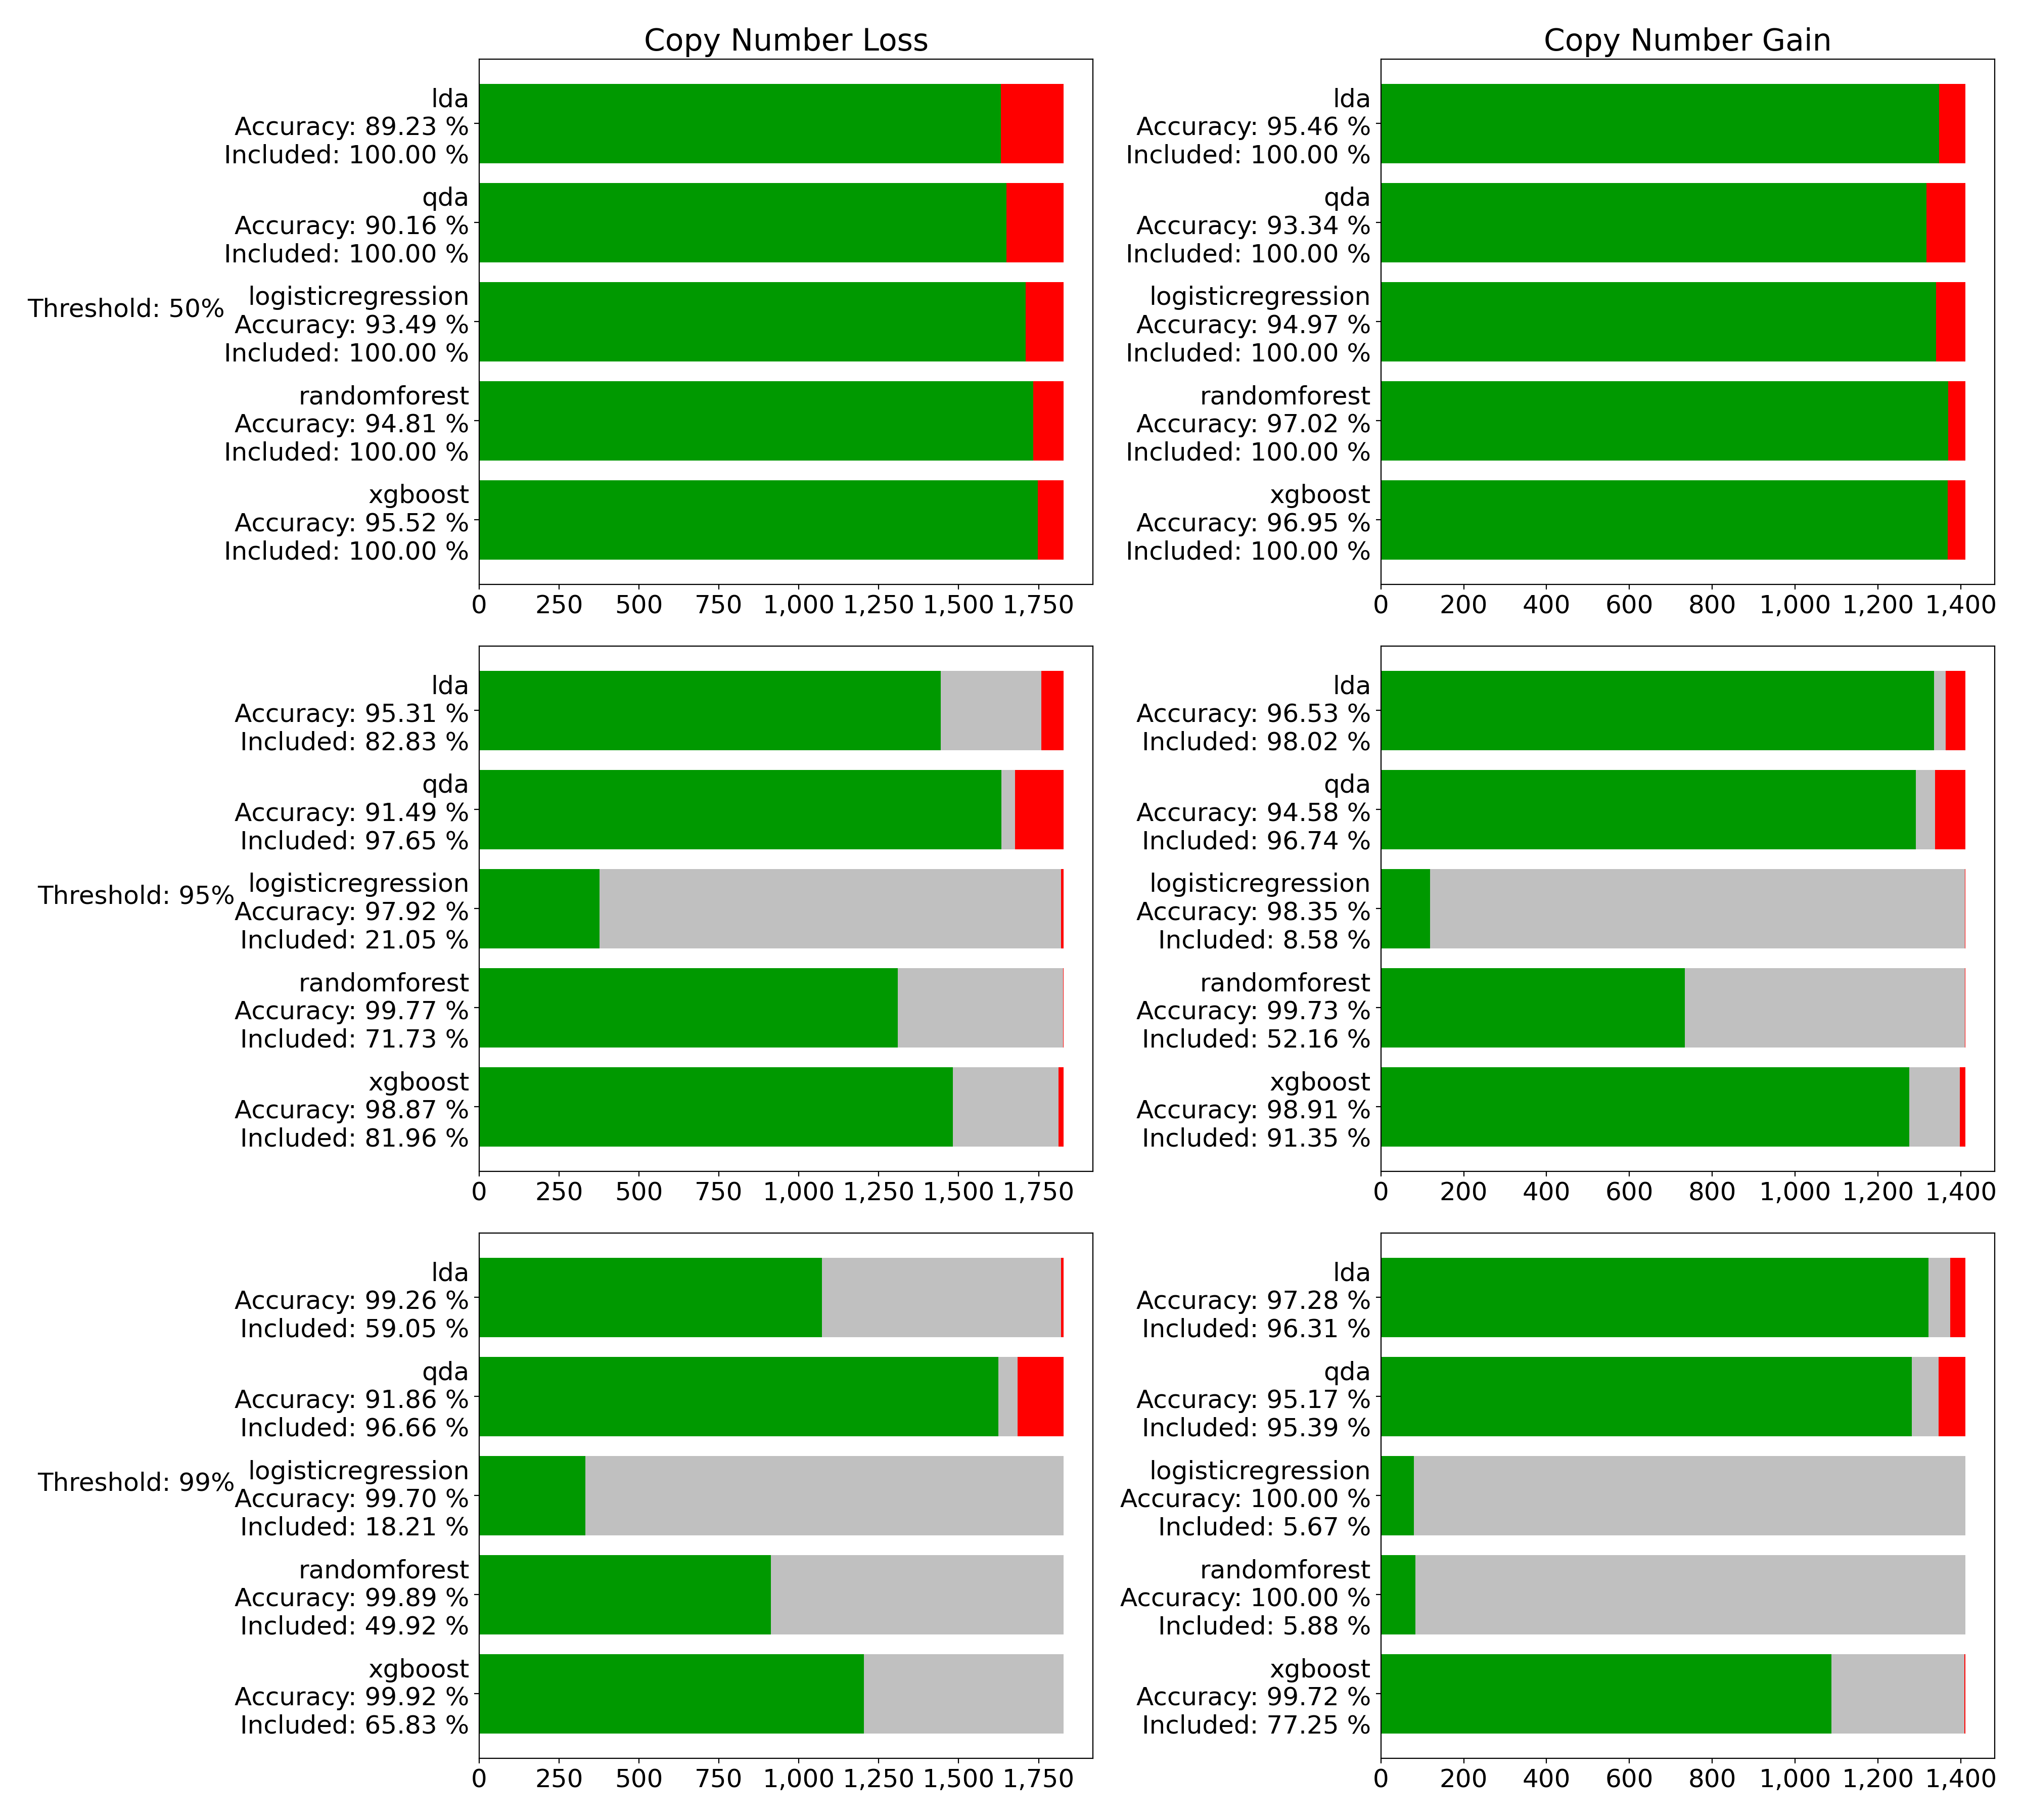 Copy Number Loss
Copy Number Gain
Threshold: 50%
lda
Accuracy: 89.23 %
Included: 100.00 %
qda
Accuracy: 90.16 %
Included: 100.00 %
logisticregression
Accuracy: 93.49 %
Included: 100.00 %
randomforest
Accuracy: 94.81 %
Included: 100.00 %
xgboost
Accuracy: 95.52 %
Included: 100.00 %
0 250 500 750 1,000 1,250 1,500 1,750
lda
Accuracy: 95.46 %
Included: 100.00 %
qda
Accuracy: 93.34 %
Included: 100.00 %
logisticregression
Accuracy: 94.97 %
Included: 100.00 %
randomforest
Accuracy: 97.02 %
Included: 100.00 %
xgboost
Accuracy: 96.95 %
Included: 100.00 %
0 200 400 600 800 1,000 1,200 1,400
Threshold: 95%
lda
Accuracy: 95.31 %
Included: 82.83 %
qda
Accuracy: 91.49 %
Included: 97.65 %
logisticregression
Accuracy: 97.92 %
Included: 21.05 %
randomforest
Accuracy: 99.77 %
Included: 71.73 %
xgboost
Accuracy: 98.87 %
Included: 81.96 %
0 250 500 750 1,000 1,250 1,500 1,750
lda
Accuracy: 96.53 %
Included: 98.02 %
qda
Accuracy: 94.58 %
Included: 96.74 %
logisticregression
Accuracy: 98.35 %
Included: 8.58 %
randomforest
Accuracy: 99.73 %
Included: 52.16 %
xgboost
Accuracy: 98.91 %
Included: 91.35 %
0 200 400 600 800 1,000 1,200 1,400
Threshold: 99%
lda
Accuracy: 99.26 %
Included: 59.05 %
qda
Accuracy: 91.86 %
Included: 96.66 %
logisticregression
Accuracy: 99.70 %
Included: 18.21 %
randomforest
Accuracy: 99.89 %
Included: 49.92 %
xgboost
Accuracy: 99.92 %
Included: 65.83 %
0 250 500 750 1,000 1,250 1,500 1,750
lda
Accuracy: 97.28 %
Included: 96.31 %
qda
Accuracy: 95.17 %
Included: 95.39 %
logisticregression
Accuracy: 100.00 %
Included: 5.67 %
randomforest
Accuracy: 100.00 %
Included: 5.88 %
xgboost
Accuracy: 99.72 %
Included: 77.25 %
0 200 400 600 800 1,000 1,200 1,400